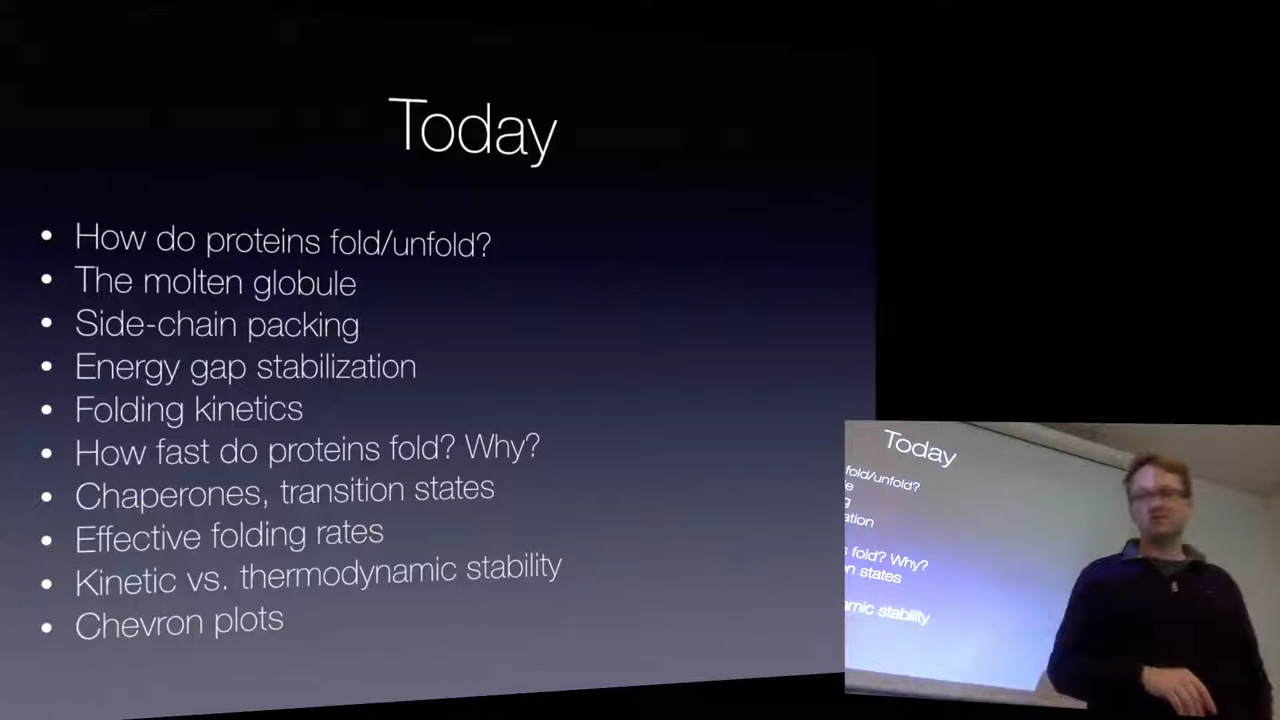 Today
How do proteins fold/unfold?
The molten globule
Side-chain packing
Energy gap stabilization
Folding kinetics
How fast do proteins fold? Why?
Chaperones, transition states
Effective folding rates
Kinetic vs. thermodynamic stability
Chevron plots
Today
fold/unfold?
fold? Why?
states
stability